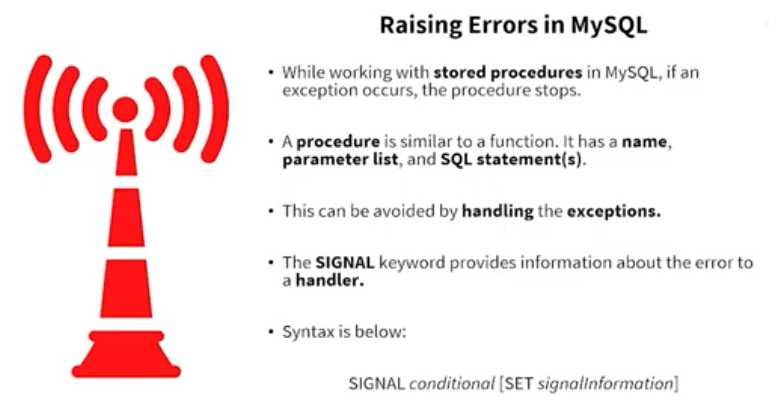 Raising Errors in MySQL
• While working with stored procedures in MySQL, if an
exception occurs, the procedure stops.
• A procedure is similar to a function. It has a name,
parameter list, and SQL statement(s).
• This can be avoided by handling the exceptions.
• The SIGNAL keyword provides information about the error to
a handler.
• Syntax is below:
SIGNAL conditional [SET signalInformation]